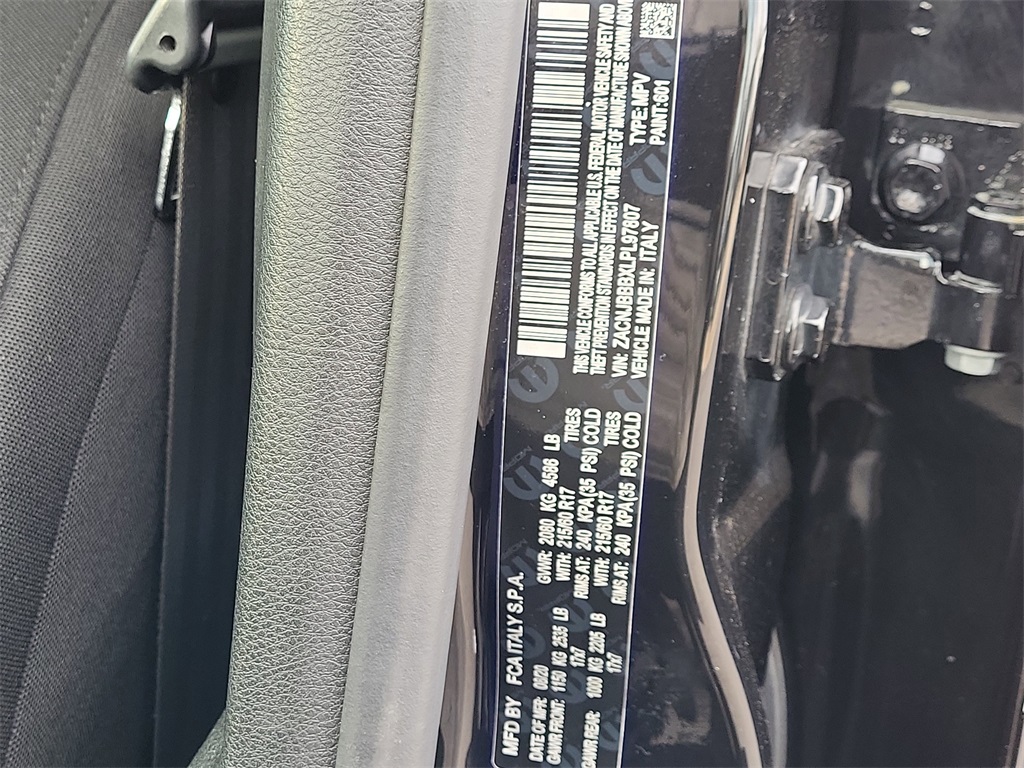 MFD BY FCA ITALY S.P.A.
DATE OF MFR: GWVR: 2080 KG 4586 LB
GAWR FRONT: 1150 KG 2535 LB WITH: 215/60 R17 TIRES
17x7 RIMS AT: 240 KPA(35 PSI) COLD
GAWR REAR: 1000 KG 2205 LB WITH: 215/60 R17 TIRES
17x7 RIMS AT: 240 KPA(35 PSI) COLD
THIS VEHICLE CONFORMS TO ALL APPLICABLE U.S. FEDERAL MOTOR VEHICLE SAFETY AND
THEFT PREVENTION STANDARDS IN EFFECT ON THE DATE OF MANUFACTURE SHOWN ABOVE
VIN: ZACNJBBBXLPL97807 TYPE: MPV
VEHICLE MADE IN: ITALY PAINT: 601